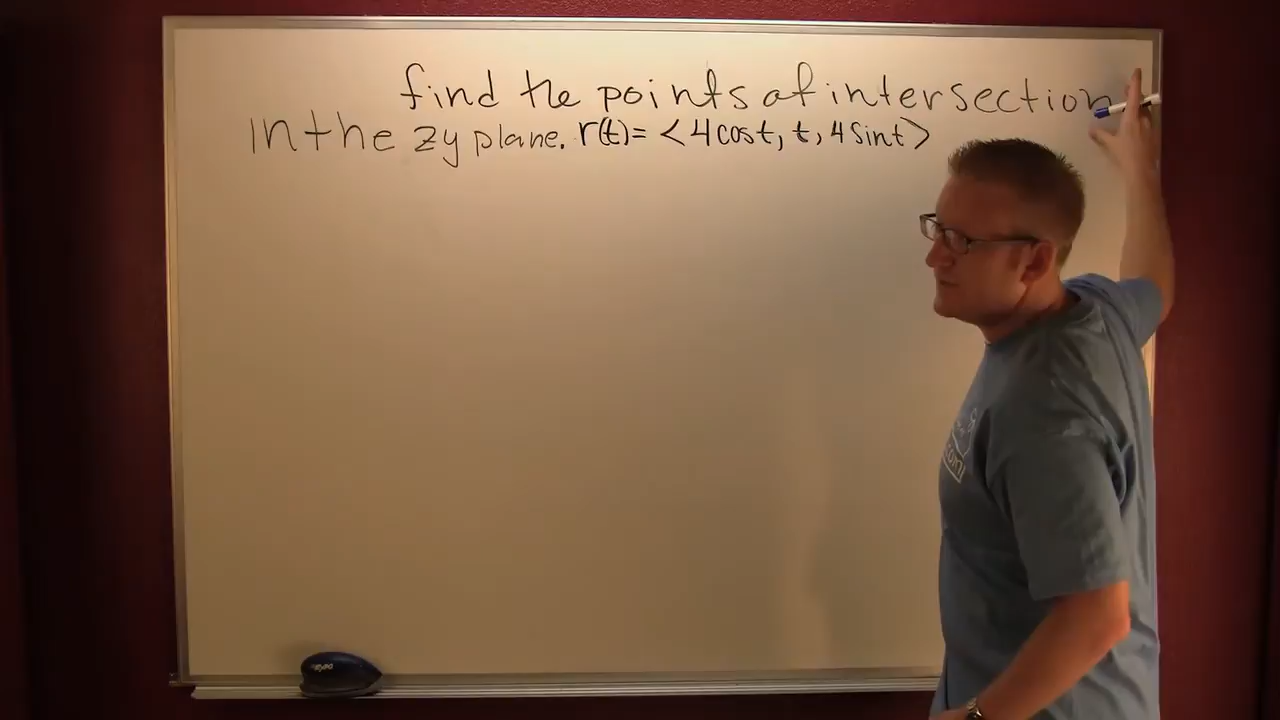 find the points of intersection
In the zy plane. r(t)= <4cost, t, 4sint>